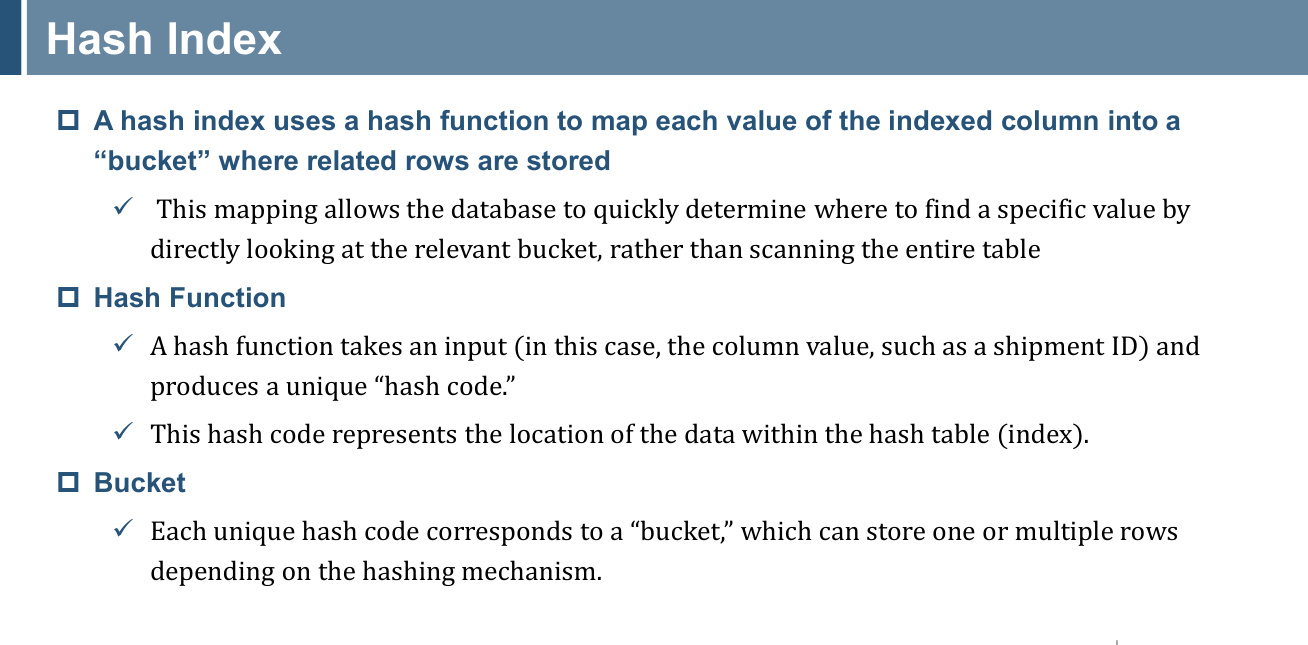 Hash Index
A hash index uses a hash function to map each value of the indexed column into a
“bucket” where related rows are stored
This mapping allows the database to quickly determine where to find a specific value by
directly looking at the relevant bucket, rather than scanning the entire table
Hash Function
A hash function takes an input (in this case, the column value, such as a shipment ID) and
produces a unique “hash code.”
This hash code represents the location of the data within the hash table (index).
Bucket
Each unique hash code corresponds to a “bucket,” which can store one or multiple rows
depending on the hashing mechanism.